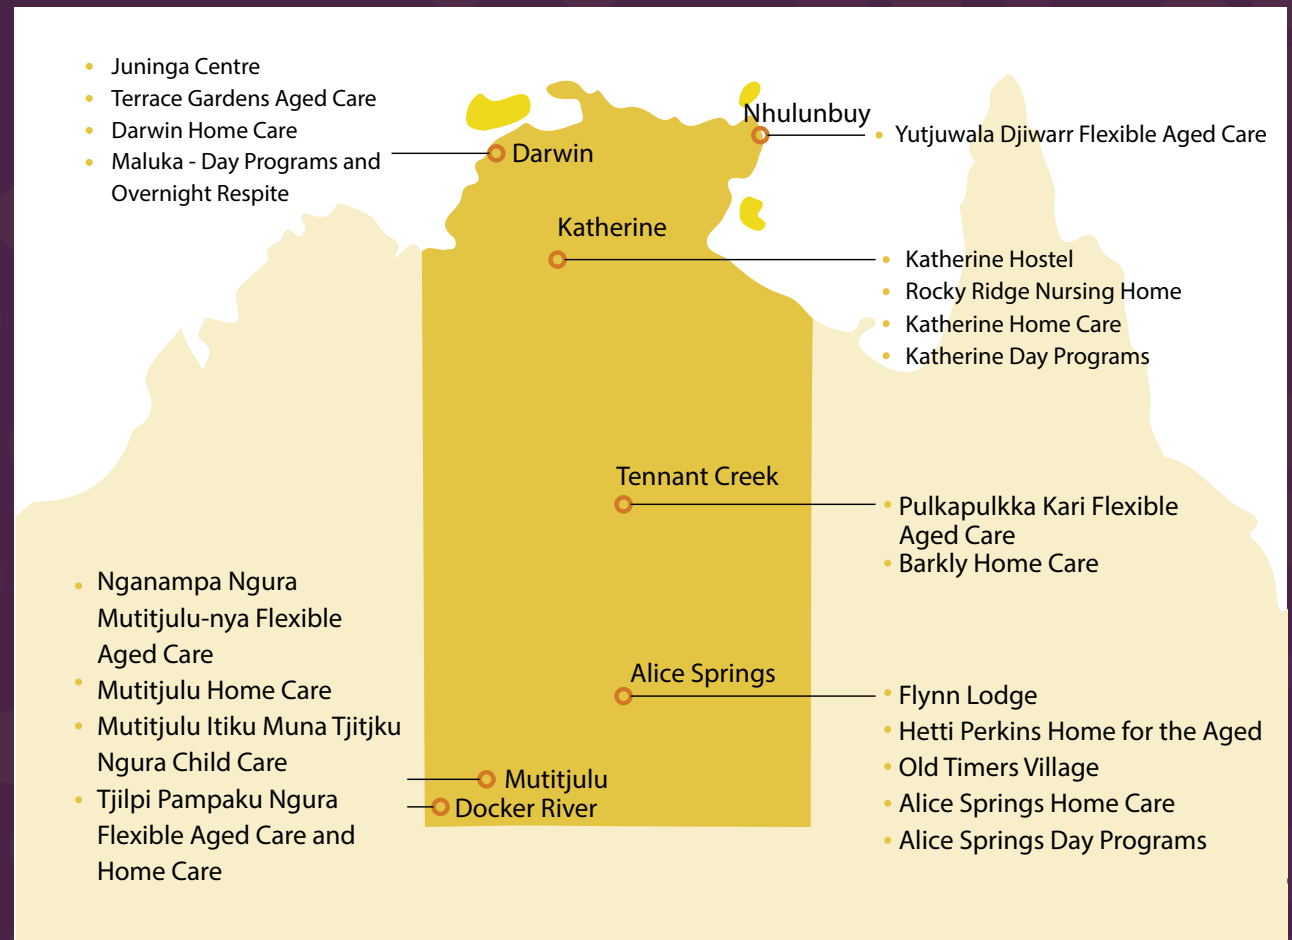 • Juninga Centre
• Terrace Gardens Aged Care
• Darwin Home Care
• Maluka - Day Programs and
Overnight Respite
Darwin
Nhulunbuy
• Yutjuwala Djiwarr Flexible Aged Care
Katherine
• Katherine Hostel
• Rocky Ridge Nursing Home
• Katherine Home Care
• Katherine Day Programs
Tennant Creek
• Pulkapulkka Kari Flexible
Aged Care
• Barkly Home Care
• Nganampa Ngura
Mutitjulu-nya Flexible
Aged Care
• Mutitjulu Home Care
• Mutitjulu Itiku Muna Tjitjku
Ngura Child Care
• Tjilpi Pampaku Ngura
Flexible Aged Care and
Home Care
Alice Springs
• Flynn Lodge
• Hetti Perkins Home for the Aged
• Old Timers Village
• Alice Springs Home Care
• Alice Springs Day Programs
Mutitjulu
Docker River